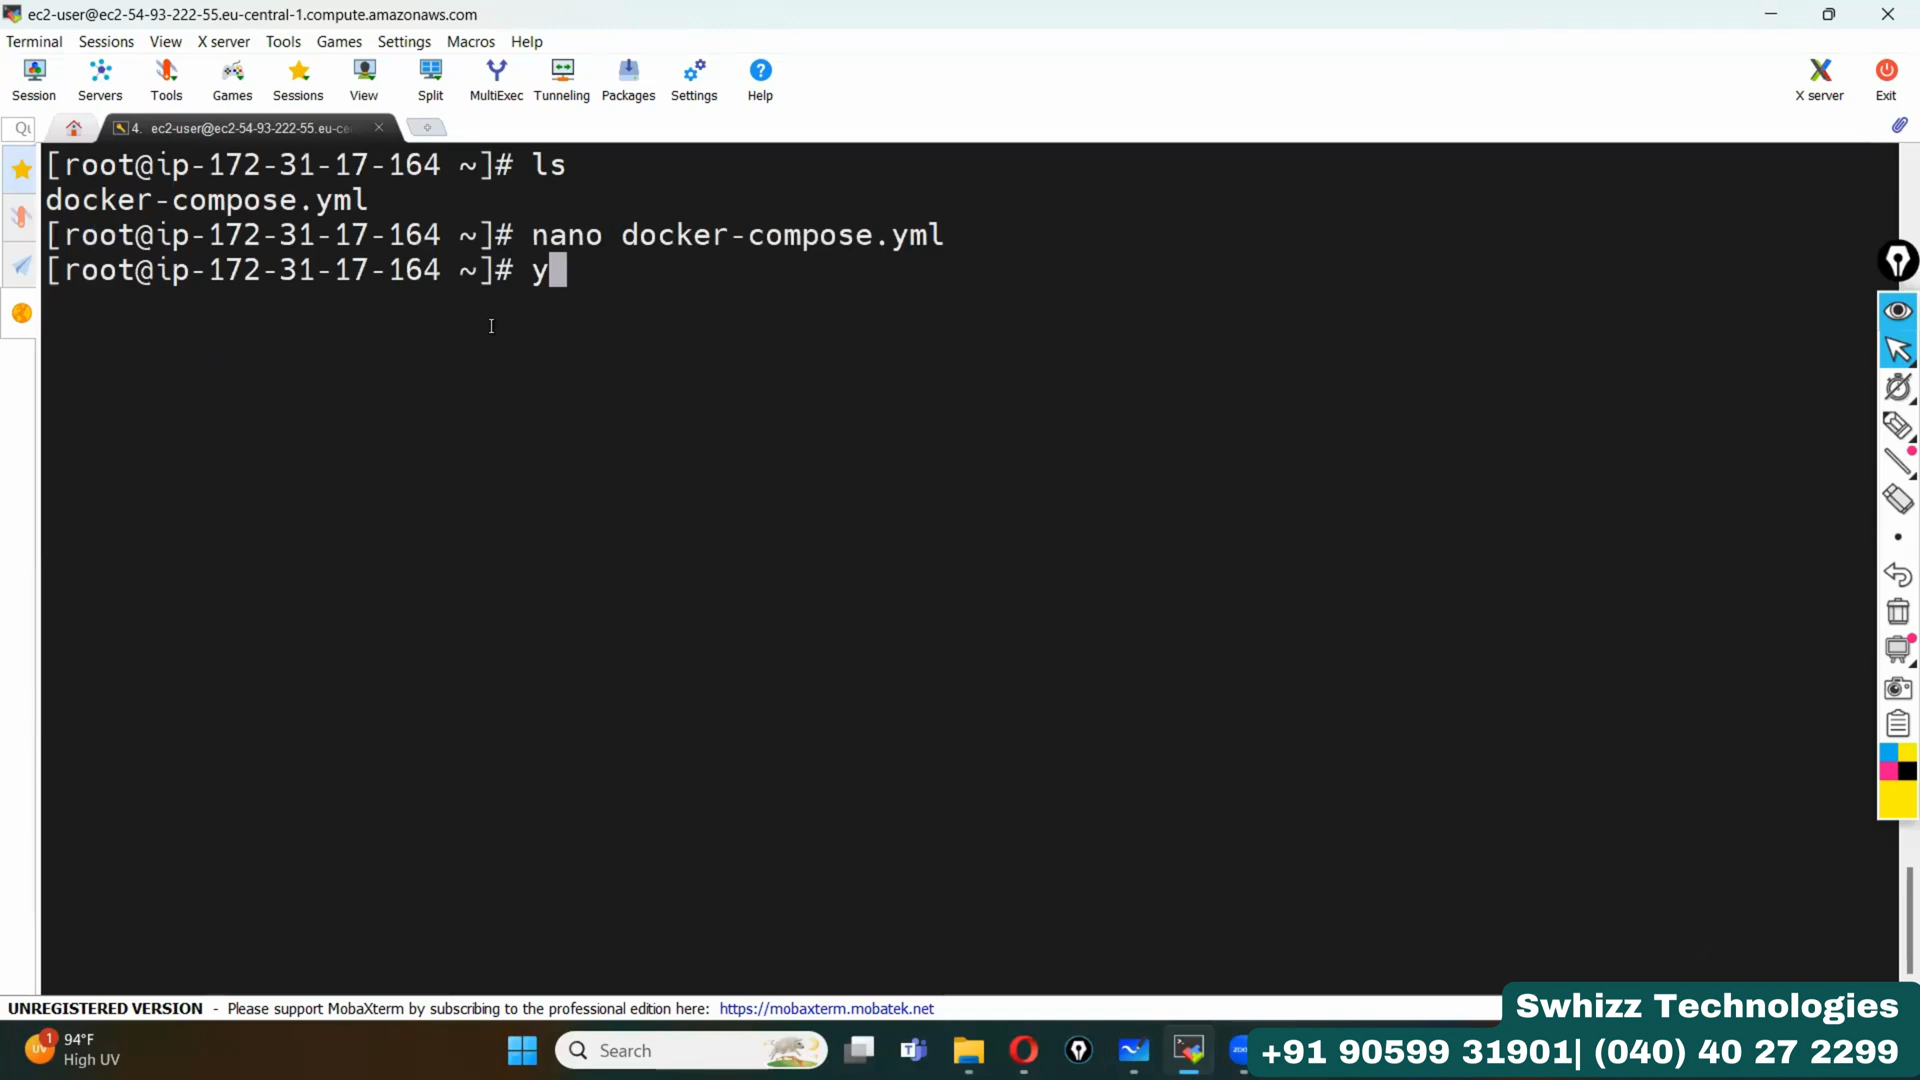 ec2-user@ec2-54-93-222-55.eu-central-1.compute.amazonaws.com
Terminal Sessions View X server Tools Games Settings Macros Help
Session Servers Tools Games Sessions View Split MultiExec Tunneling Packages Settings Help X server Exit
4. ec2-user@ec2-54-93-222-55.eu-ce
[root@ip-172-31-17-164 ~]# ls
docker-compose.yml
[root@ip-172-31-17-164 ~]# nano docker-compose.yml
[root@ip-172-31-17-164 ~]# y
UNREGISTERED VERSION - Please support MobaXterm by subscribing to the professional edition here: https://mobaxterm.mobatek.net
Swhizz Technologies
+91 90599 31901| (040) 40 27 2299
1
UV
94°F
High UV
Search